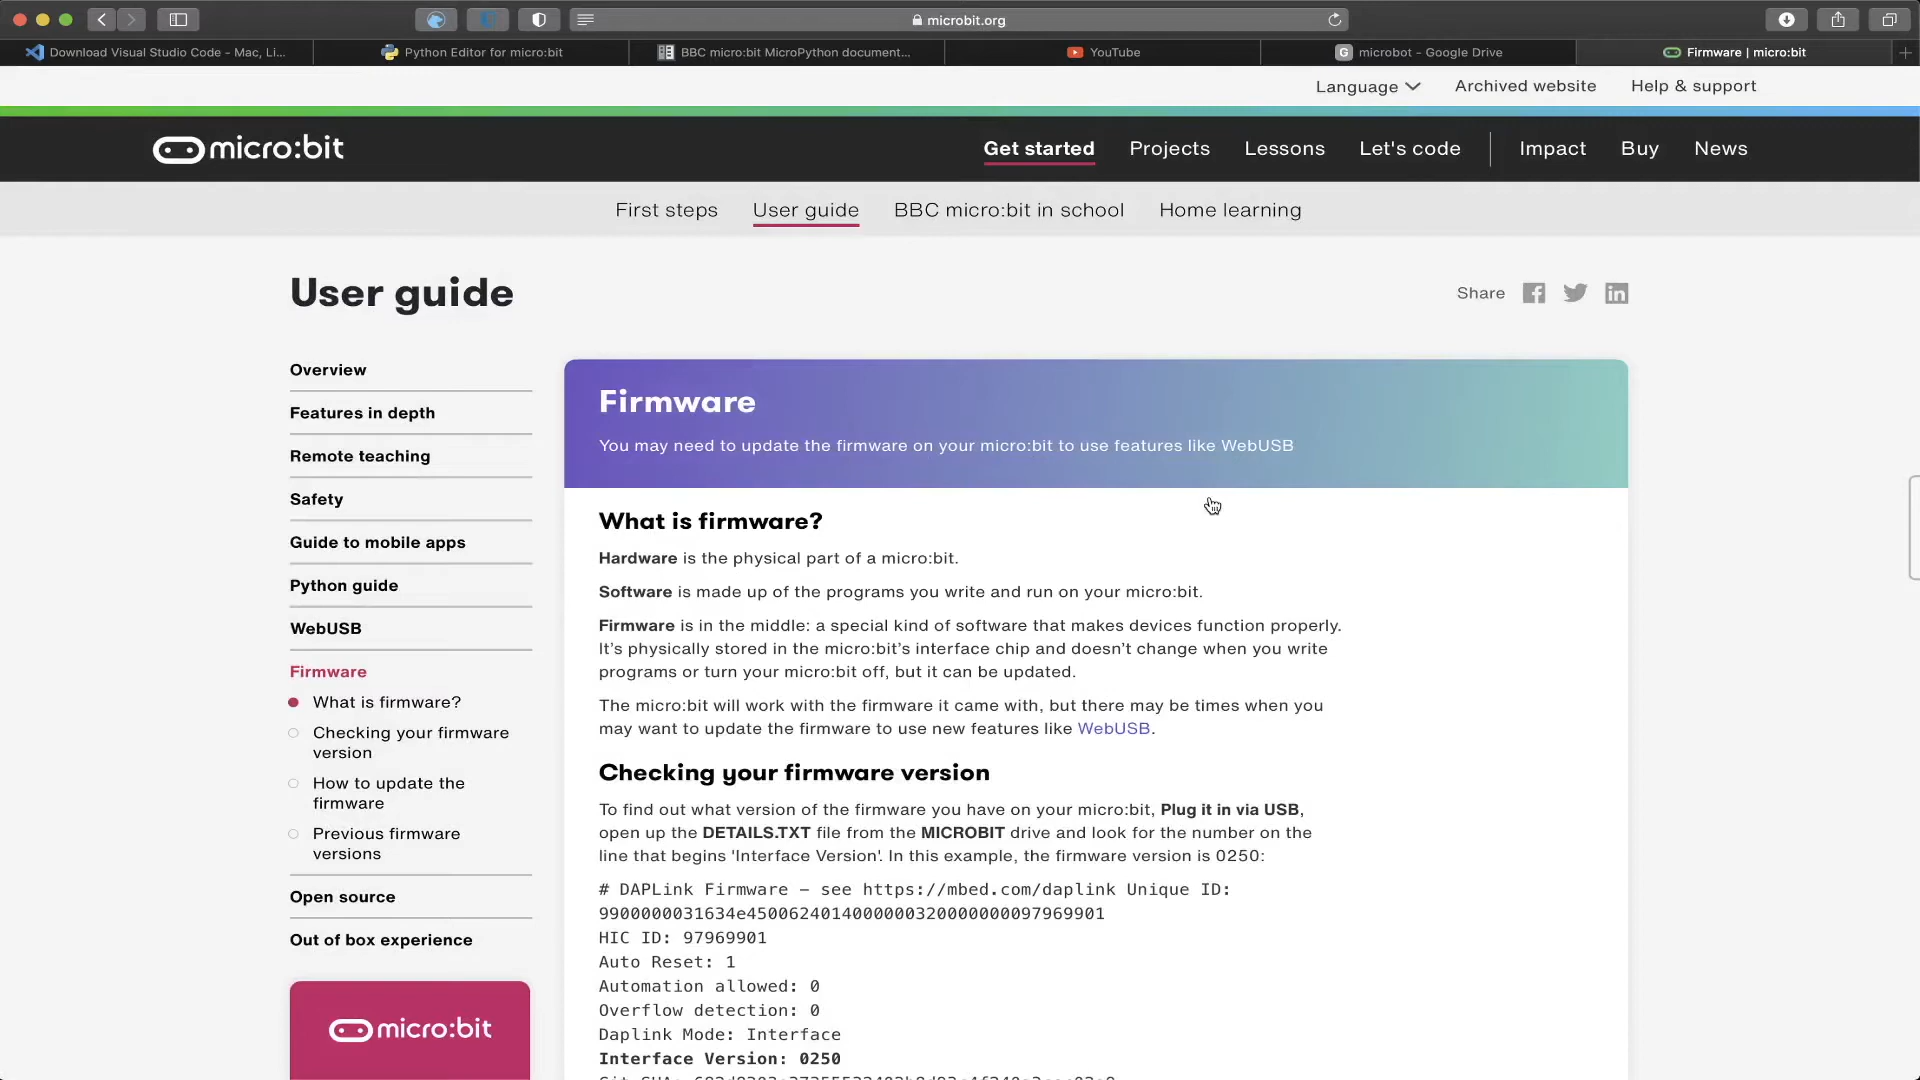 microbit.org
Download Visual Studio Code - Mac, Li...
Python Editor for micro:bit
BBC micro:bit MicroPython document...
YouTube
microbot - Google Drive
Firmware | micro:bit
Language
Archived website
Help & support
micro:bit
Get started
Projects
Lessons
Let's code
Impact
Buy
News
First steps
User guide
BBC micro:bit in school
Home learning
User guide
Share
Overview
Features in depth
Remote teaching
Safety
Guide to mobile apps
Python guide
WebUSB
Firmware
What is firmware?
Checking your firmware
version
How to update the
firmware
Previous firmware
versions
Open source
Out of box experience
micro:bit
Firmware
You may need to update the firmware on your micro:bit to use features like WebUSB
What is firmware?
Hardware is the physical part of a micro:bit.
Software is made up of the programs you write and run on your micro:bit.
Firmware is in the middle: a special kind of software that makes devices function properly.
It’s physically stored in the micro:bit’s interface chip and doesn’t change when you write
programs or turn your micro:bit off, but it can be updated.
The micro:bit will work with the firmware it came with, but there may be times when you
may want to update the firmware to use new features like WebUSB.
Checking your firmware version
To find out what version of the firmware you have on your micro:bit, Plug it in via USB,
open up the DETAILS.TXT file from the MICROBIT drive and look for the number on the
line that begins 'Interface Version'. In this example, the firmware version is 0250:
# DAPLink Firmware – see https://mbed.com/daplink Unique ID:
9900000031634e4500624014000000320000000097969901
HIC ID: 97969901
Auto Reset: 1
Automation allowed: 0
Overflow detection: 0
Daplink Mode: Interface
Interface Version: 0250